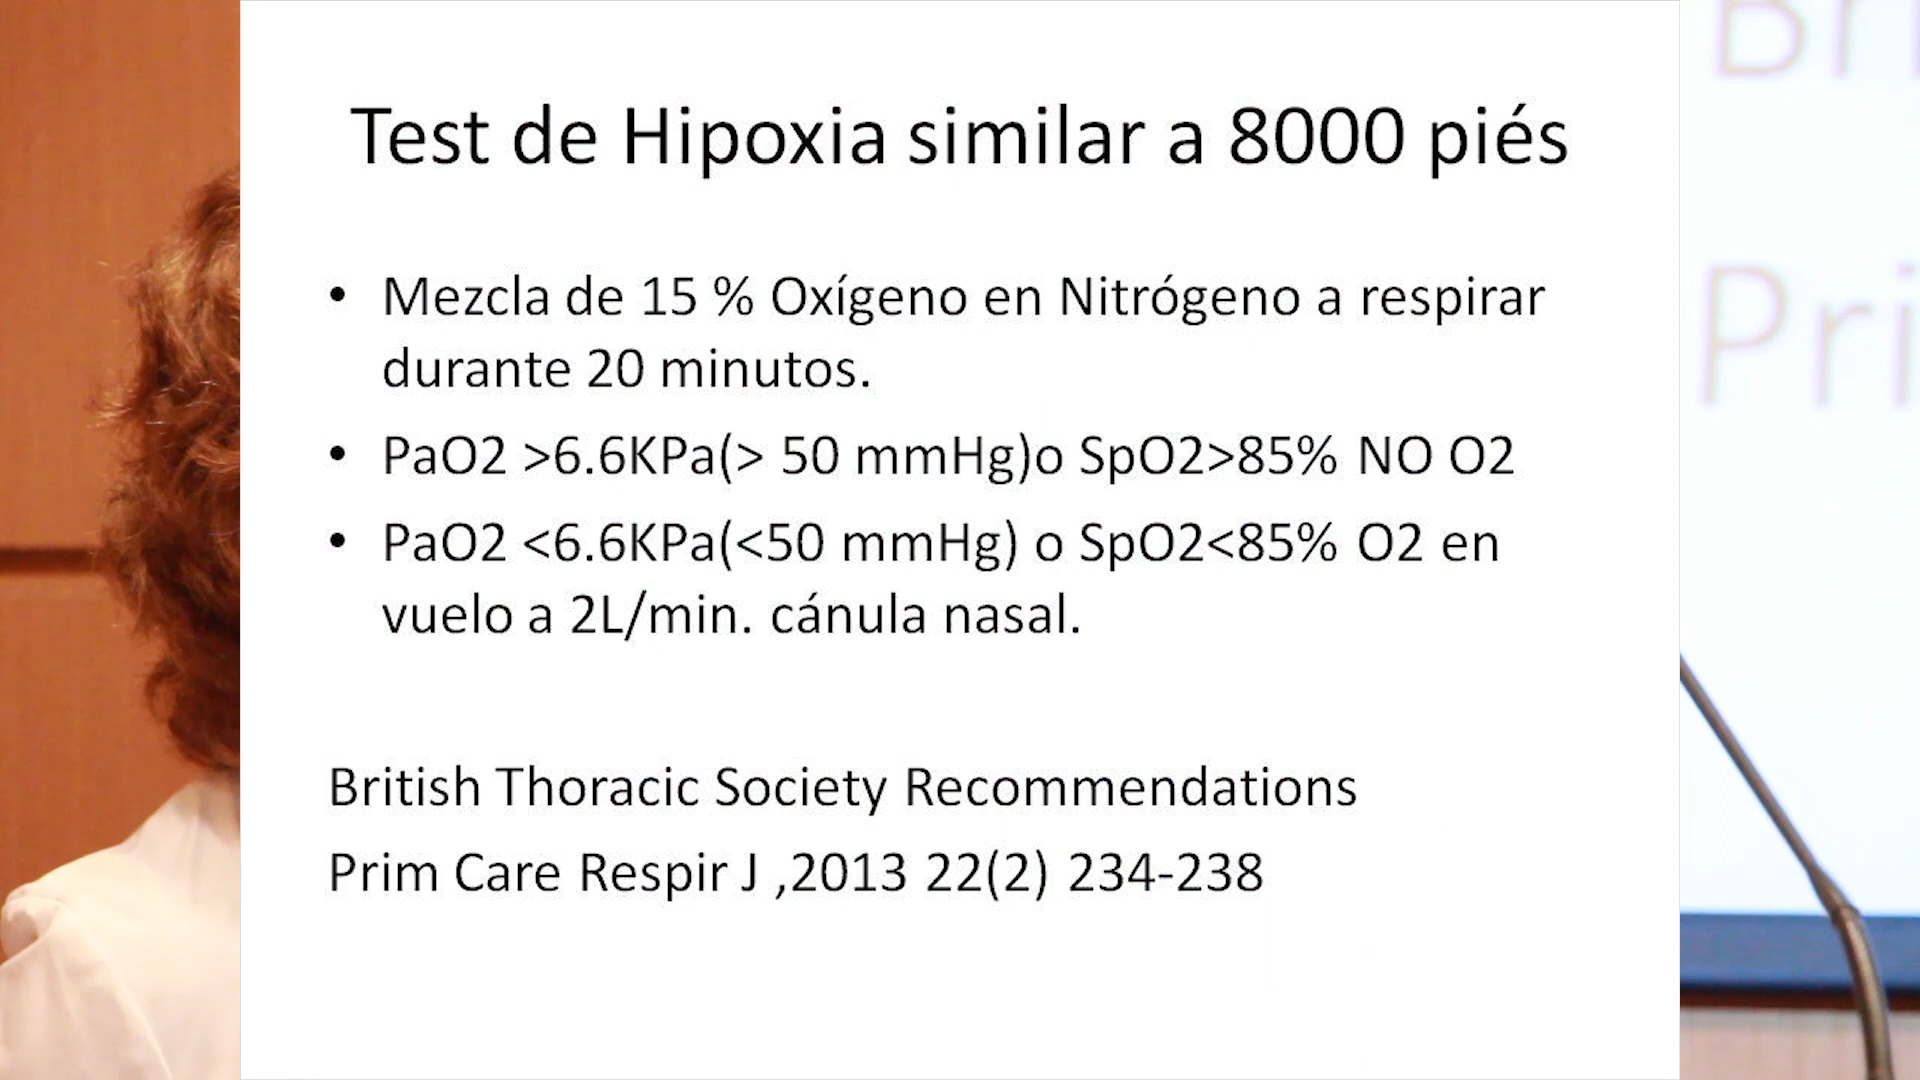 Test de Hipoxia similar a 8000 piés
• Mezcla de 15 % Oxígeno en Nitrógeno a respirar
durante 20 minutos.
• PaO2 >6.6KPa(> 50 mmHg)o SpO2>85% NO O2
• PaO2 <6.6KPa(<50 mmHg) o SpO2<85% O2 en
vuelo a 2L/min. cánula nasal.
British Thoracic Society Recommendations
Prim Care Respir J ,2013 22(2) 234-238
Bri
Pri